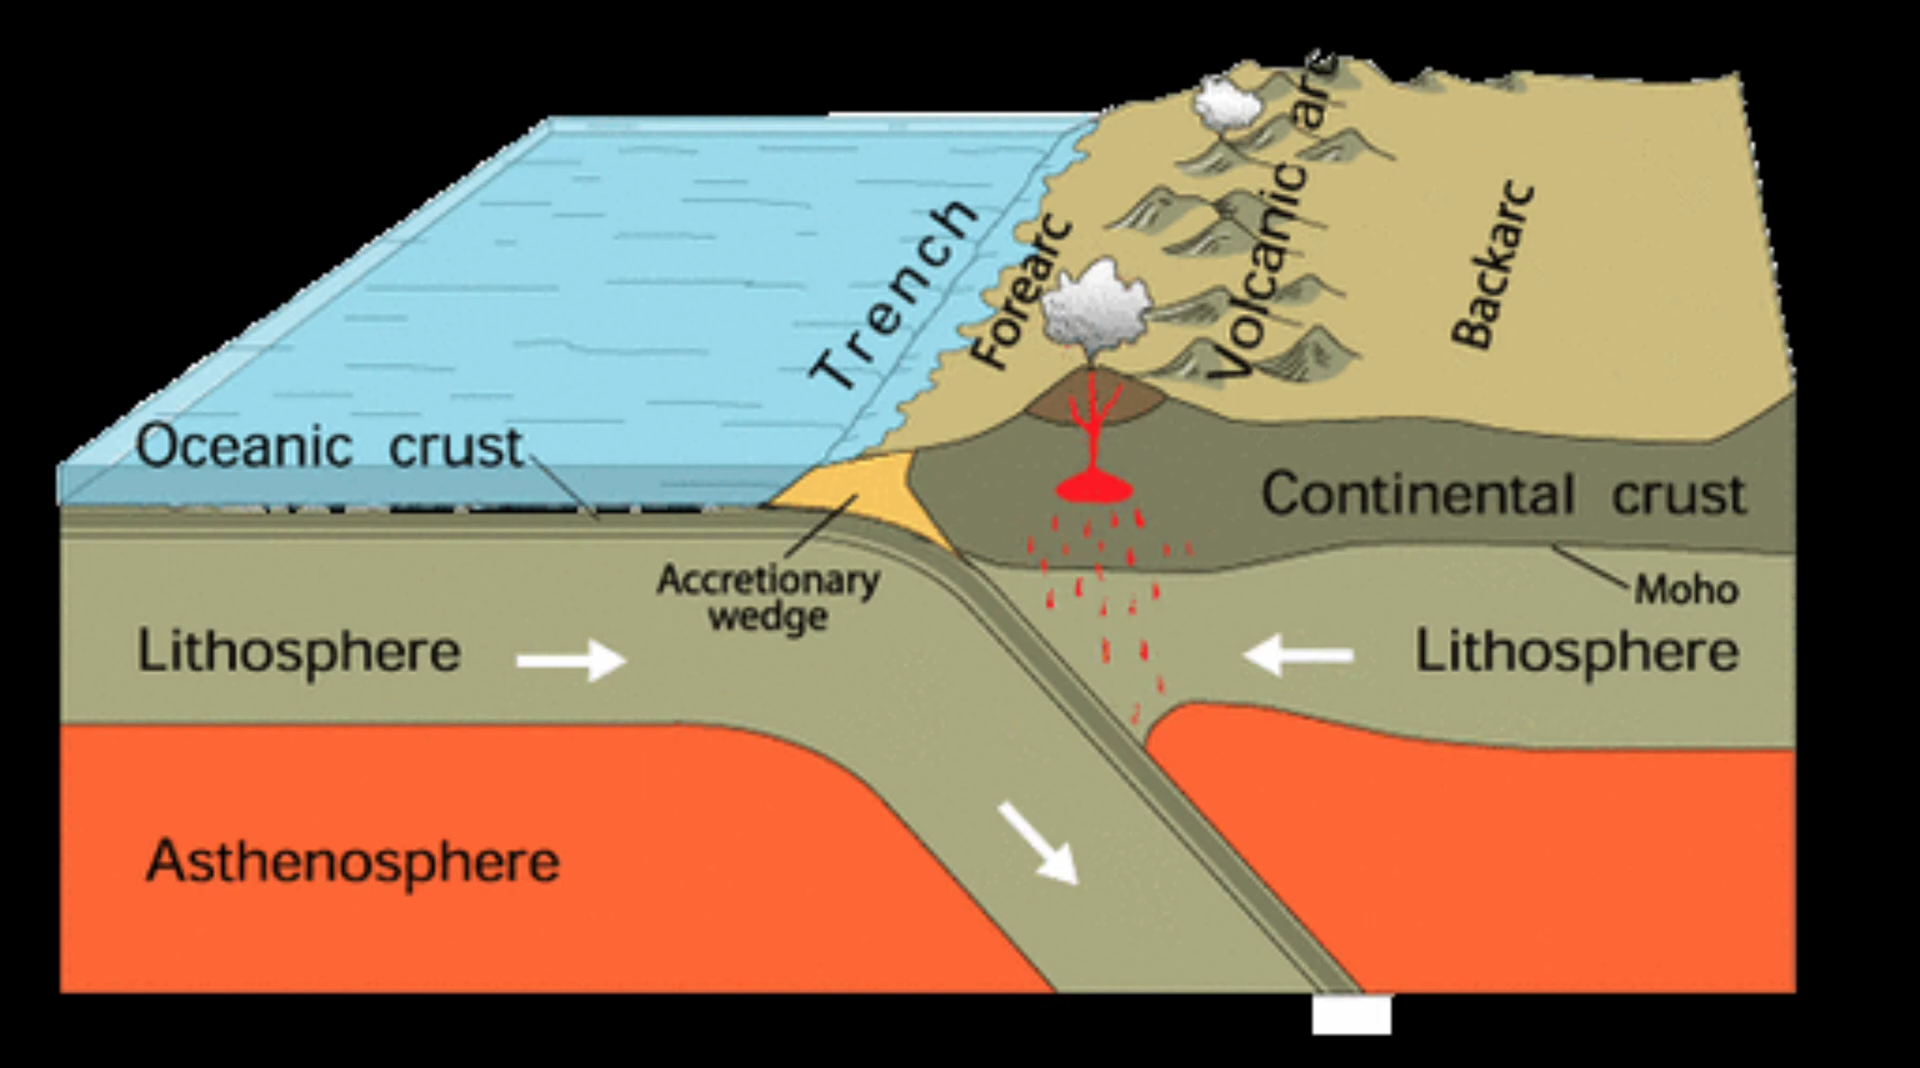 Volcanic arc
Trench
Forearc
Backarc
Oceanic crust
Continental crust
Accretionary
wedge
Moho
Lithosphere
Lithosphere
Asthenosphere